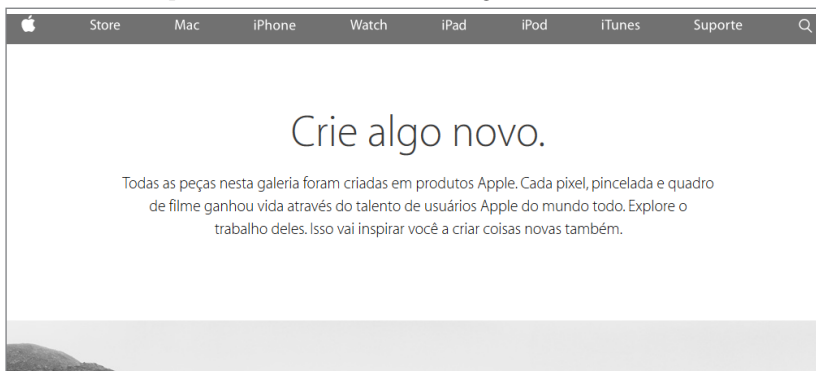 Store Mac iPhone Watch iPad iPod iTunes Suporte
Crie algo novo.
Todas as peças nesta galeria foram criadas em produtos Apple. Cada pixel, pincelada e quadro
de filme ganhou vida através do talento de usuários Apple do mundo todo. Explore o
trabalho deles. Isso vai inspirar você a criar coisas novas também.